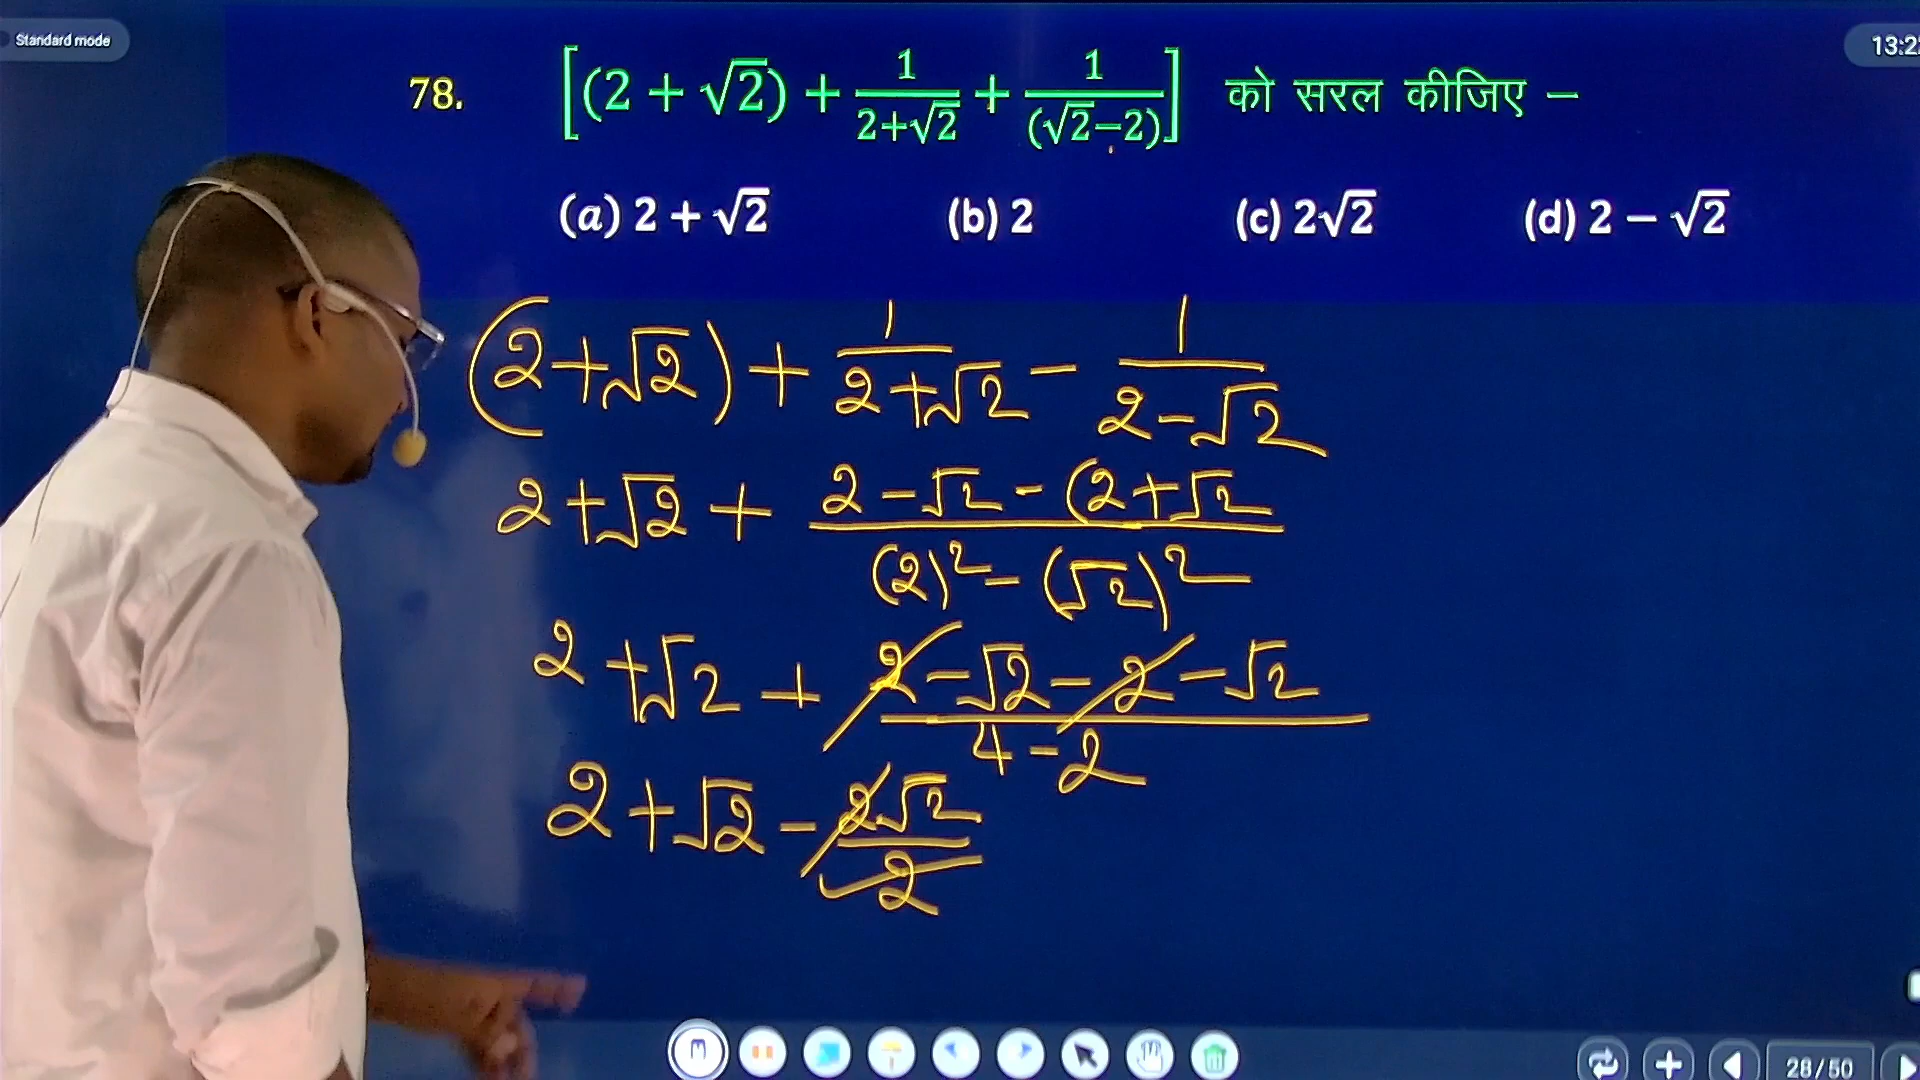 Standard mode
13:2
78. [(2 + √2) + 1/(2+√2) + 1/(√2−2)] को सरल कीजिए −
(a) 2 + √2 (b) 2 (c) 2√2 (d) 2 − √2
(2+√2) + 1/(2+√2) - 1/(2-√2)
2+√2 + (2-√2-(2+√2)/((2)²-(√2)²)
2+√2 + (2-√2-2-√2)/(4-2)
2+√2 - 2√2/2
28/50